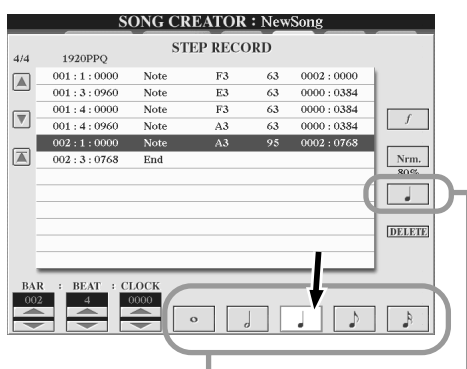 SONG CREATOR : NewSong
STEP RECORD
4/4 1920PPQ
001 : 1 : 0000 Note F3 63 0002 : 0000
001 : 3 : 0960 Note E3 63 0000 : 0384
001 : 4 : 0000 Note F3 63 0000 : 0384
001 : 4 : 0960 Note A3 63 0000 : 0384
002 : 1 : 0000 Note A3 95 0002 : 0768
002 : 3 : 0768 End
f
Nrm.
80%
DELETE
BAR : BEAT : CLOCK
002 4 0000